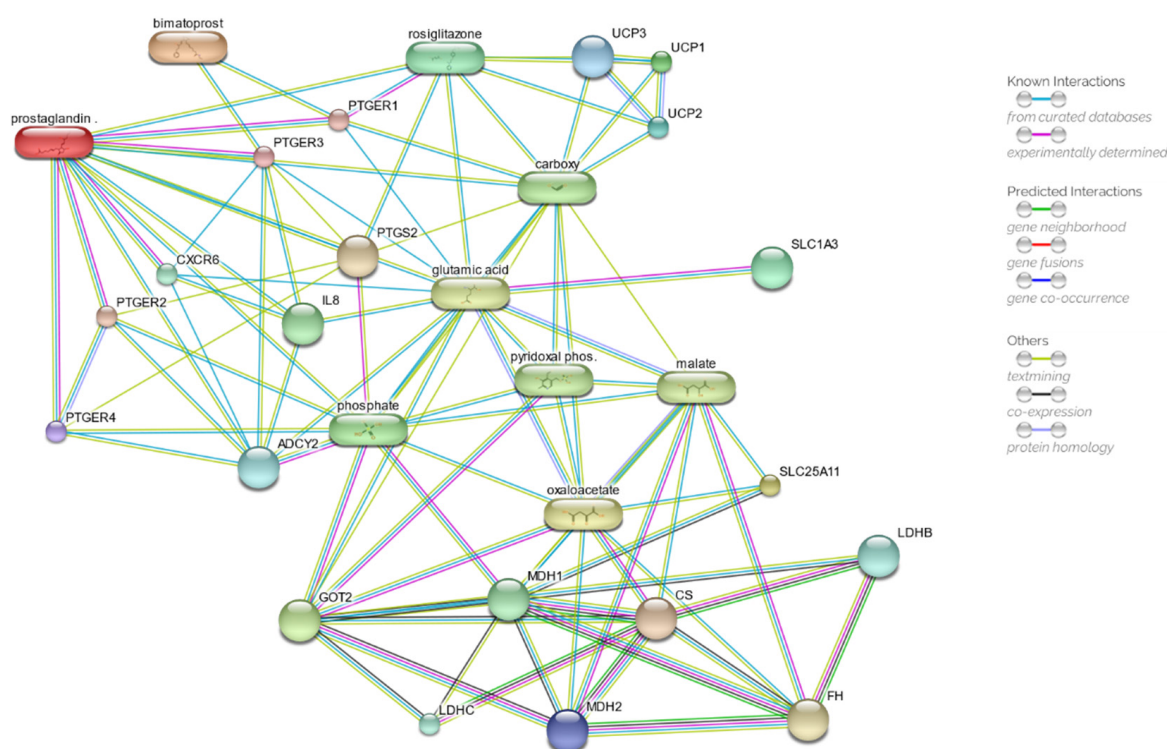 bimatoprost
rosiglitazone
UCP3
UCP1
UCP2
PTGER1
prostaglandin .
PTGER3
carboxy
PTGS2
CXCR6
glutamic acid
SLC1A3
IL8
PTGER2
pyridoxal phos.
malate
phosphate
PTGER4
ADCY2
SLC25A11
oxaloacetate
LDHB
MDH1
GOT2
CS
FH
LDHC
MDH2
Known Interactions
from curated databases
experimentally determined
Predicted Interactions
gene neighborhood
gene fusions
gene co-occurrence
Others
textmining
co-expression
protein homology